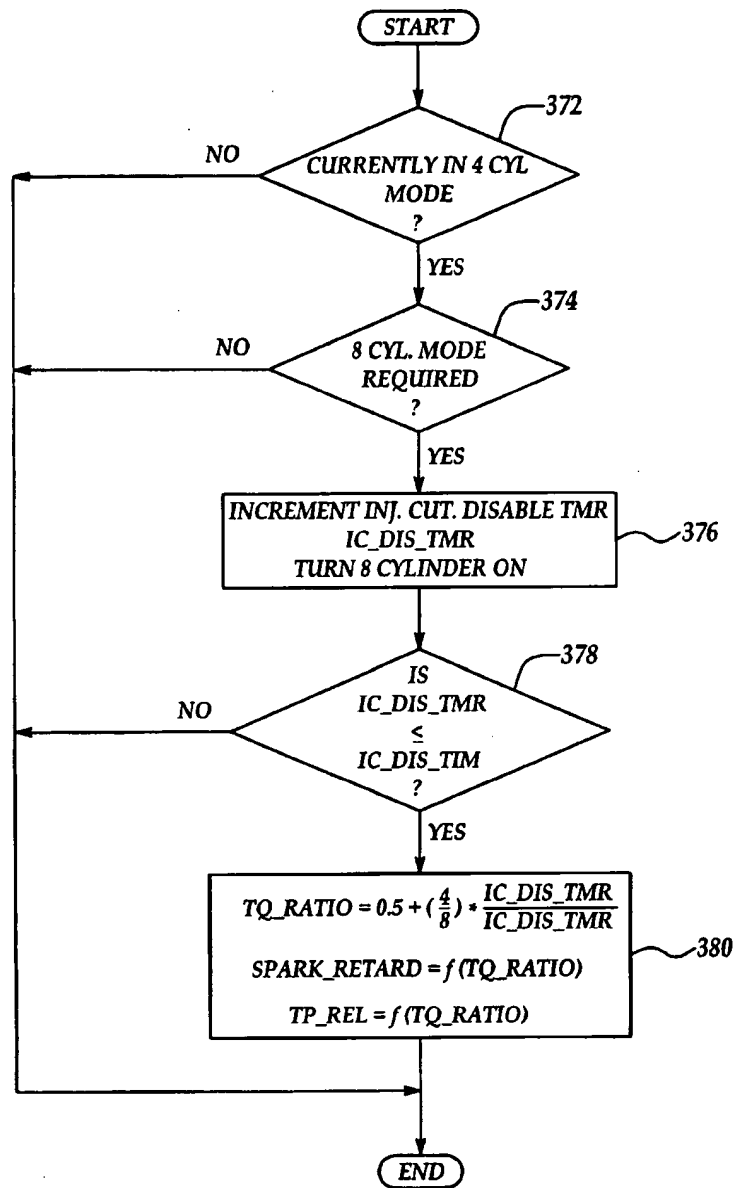 START
372
NO
CURRENTLY IN 4 CYL
MODE
?
YES
374
NO
8 CYL. MODE
REQUIRED
?
YES
INCREMENT INJ. CUT. DISABLE TMR
IC_DIS_TMR
TURN 8 CYLINDER ON
376
378
NO
IS
IC_DIS_TMR
≤
IC_DIS_TIM
?
YES
TQ_RATIO = 0.5 + (4/8) * IC_DIS_TMR/IC_DIS_TMR
SPARK_RETARD = f (TQ_RATIO)
TP_REL = f (TQ_RATIO)
380
END